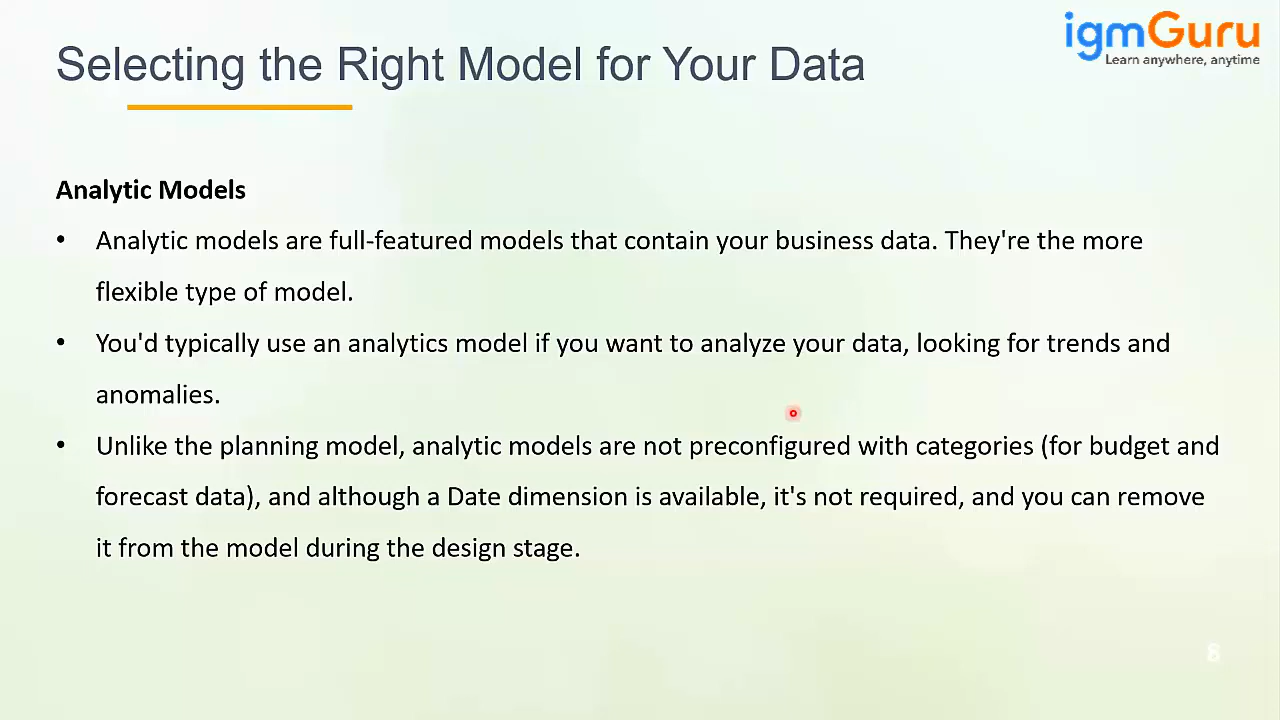 igmGuru
Learn anywhere, anytime
Selecting the Right Model for Your Data
Analytic Models
• Analytic models are full-featured models that contain your business data. They're the more
flexible type of model.
• You'd typically use an analytics model if you want to analyze your data, looking for trends and
anomalies.
• Unlike the planning model, analytic models are not preconfigured with categories (for budget and
forecast data), and although a Date dimension is available, it's not required, and you can remove
it from the model during the design stage.
8